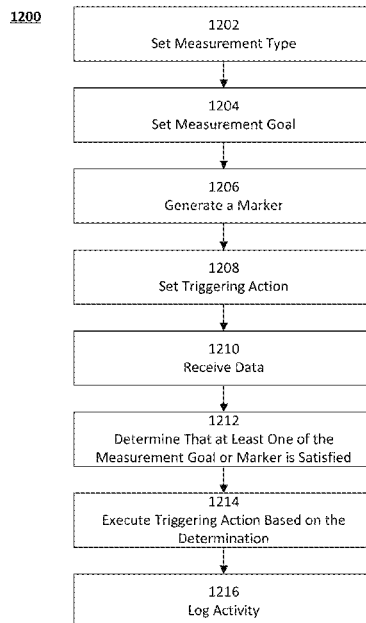 1200
1202
Set Measurement Type
1204
Set Measurement Goal
1206
Generate a Marker
1208
Set Triggering Action
1210
Receive Data
1212
Determine That at Least One of the
Measurement Goal or Marker is Satisfied
1214
Execute Triggering Action Based on the
Determination
1216
Log Activity